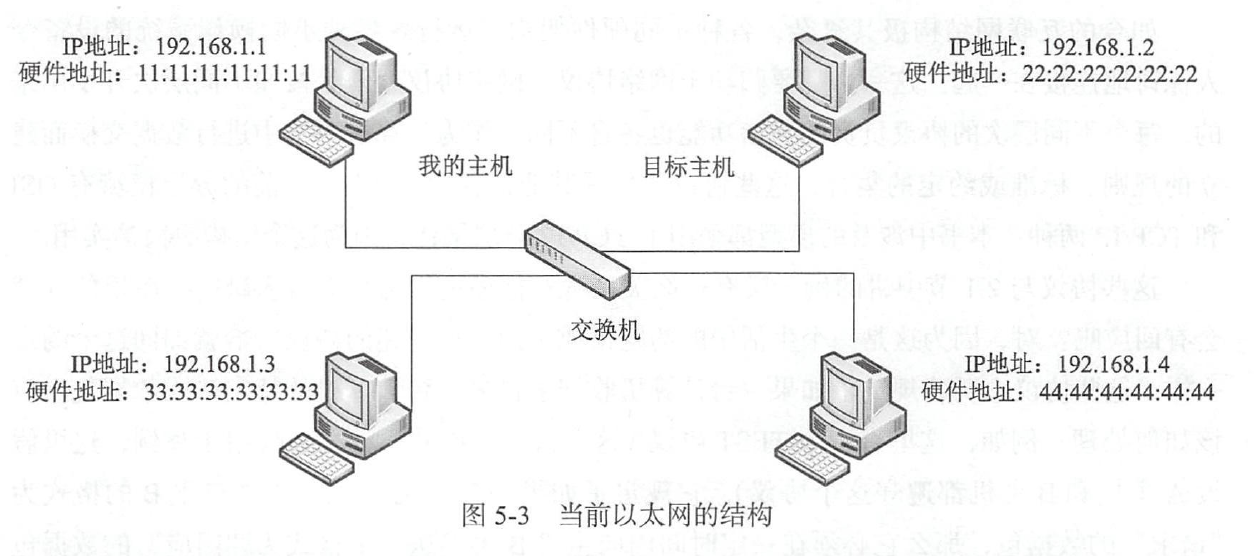 IP地址：192.168.1.1
硬件地址：11:11:11:11:11:11
IP地址：192.168.1.2
硬件地址：22:22:22:22:22:22
我的主机
目标主机
交换机
IP地址：192.168.1.3
硬件地址：33:33:33:33:33:33
IP地址：192.168.1.4
硬件地址：44:44:44:44:44:44
图 5-3 当前以太网的结构